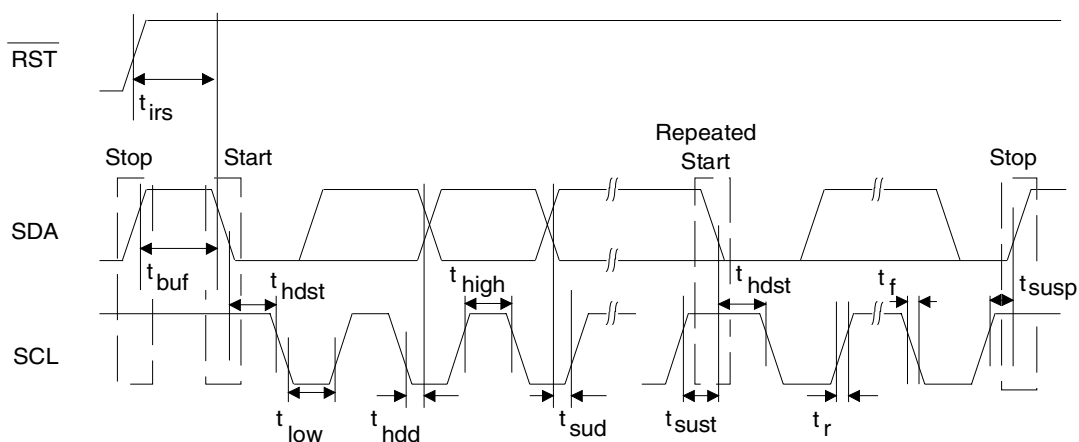 RST
t irs
Repeated
Stop Start Start Stop
SDA
t buf t hdst t high t hdst t f t susp
SCL
t low t hdd t sud t sust t r